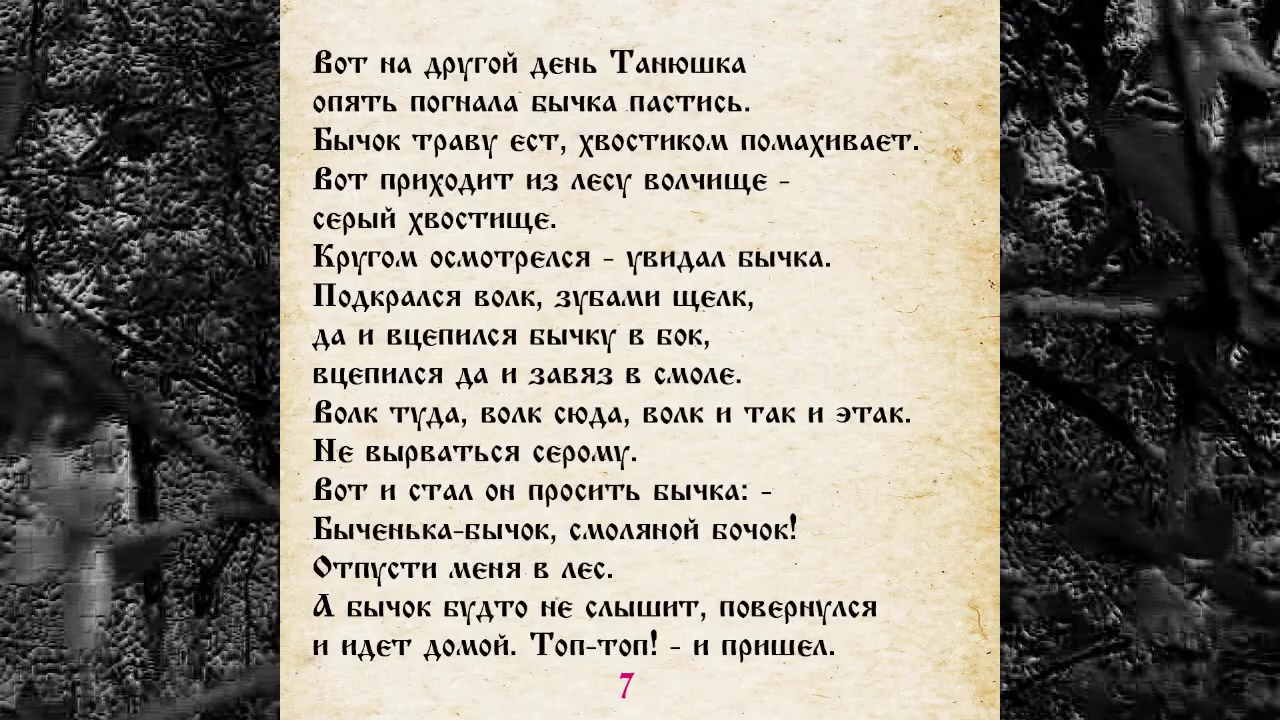 Вот на другой день Танюшка
опять погнала бычка пастись.
Бычок траву ест, хвостиком помахивает.
Вот приходит из лесу волчище -
серый хвостище.
Кругом осмотрелся - увидал бычка.
Подкрался волк, зубами щелк,
да и вцепился бычку в бок,
вцепился да и завяз в смоле.
Волк туда, волк сюда, волк и так и этак.
Не вырваться серому.
Вот и стал он просить бычка: -
Быченька-бычок, смоляной бочок!
Отпусти меня в лес.
А бычок будто не слышит, повернулся
и идет домой. Топ-топ! - и пришел.
7